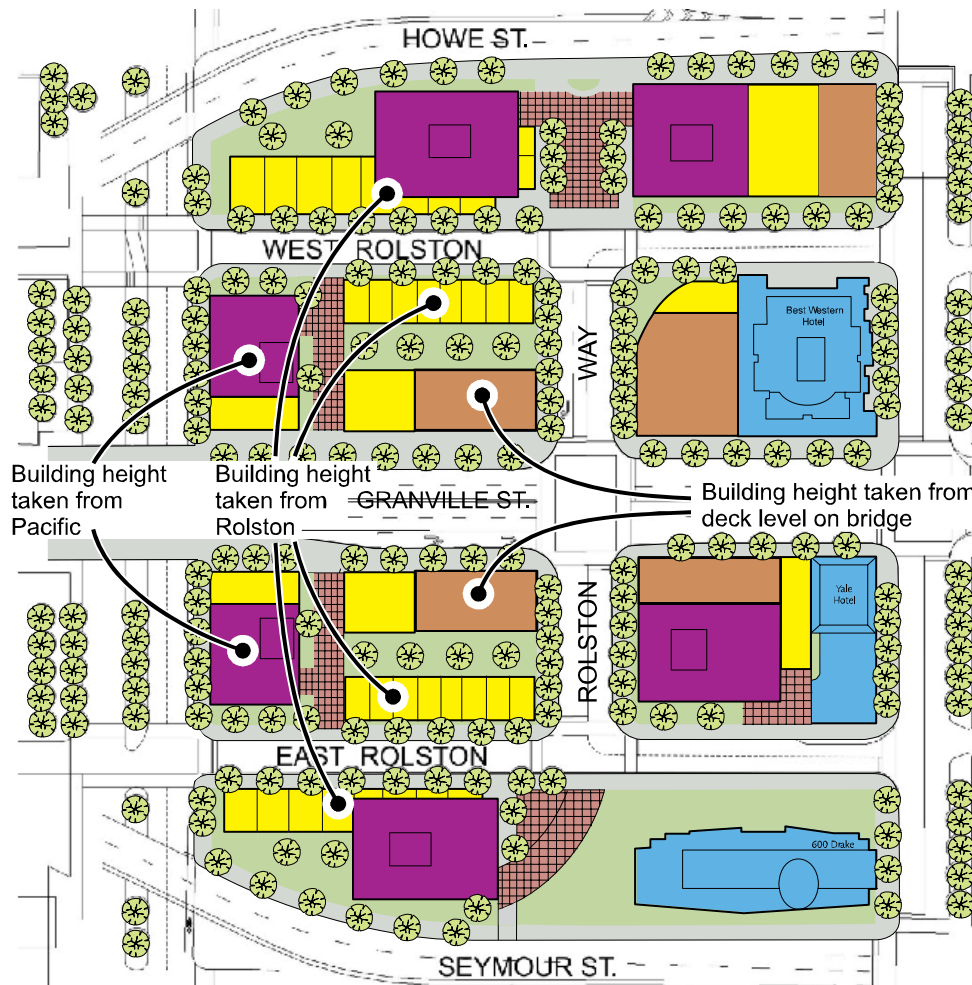 HOWE ST.
WEST ROLSTON
Best Western
Hotel
WAY
Building height
taken from
Pacific
Building height
taken from
Rolston
GRANVILLE ST.
Building height taken from
deck level on bridge
Yale
Hotel
ROLSTON
EAST ROLSTON
600 Drake
SEYMOUR ST.